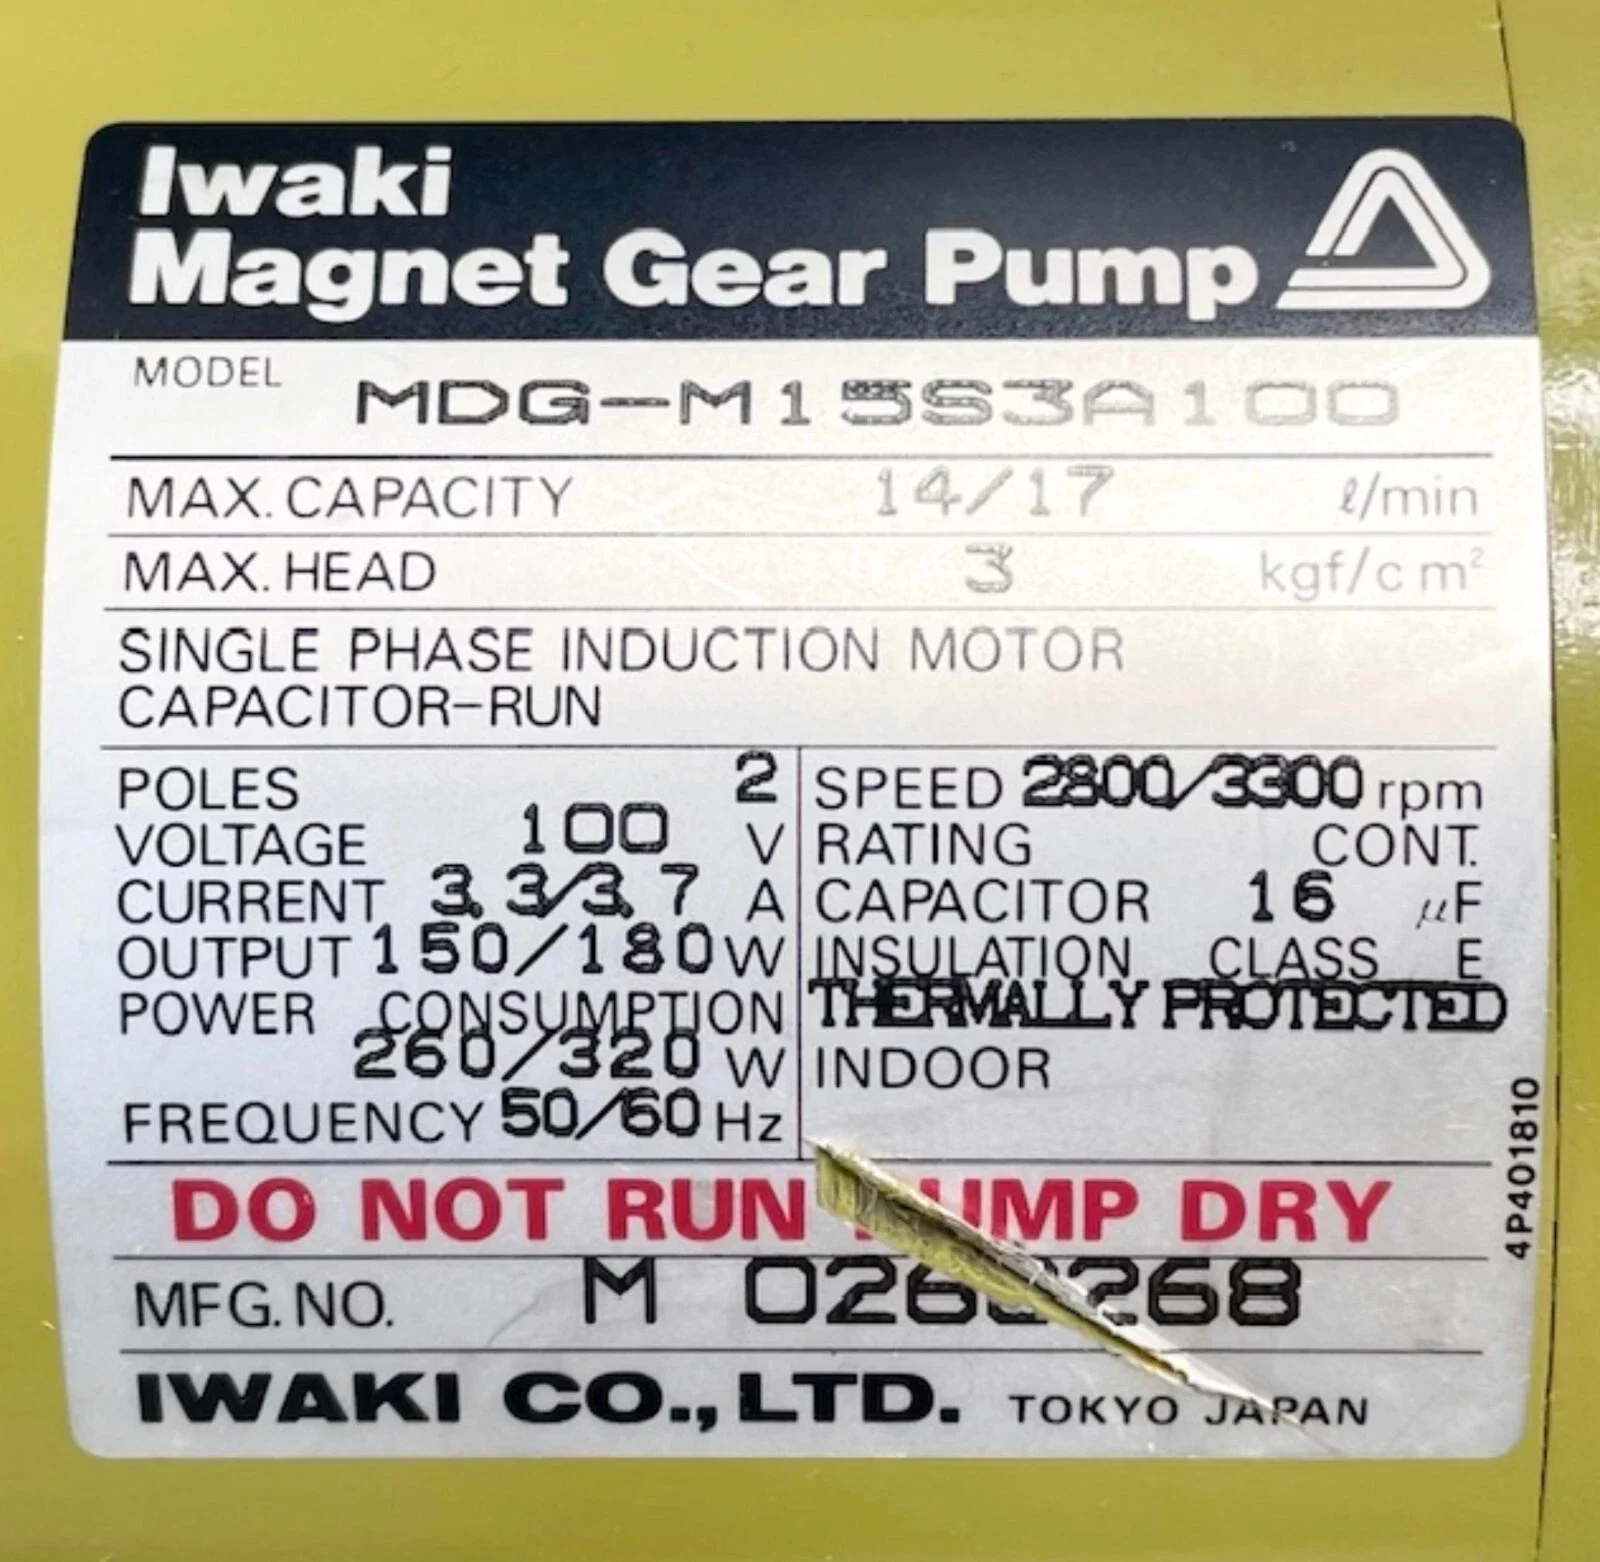 Iwaki
Magnet Gear Pump
MODEL MDG-M15S3A100
MAX. CAPACITY 14/17 ℓ/min
MAX. HEAD 3 kgf/cm²
SINGLE PHASE INDUCTION MOTOR
CAPACITOR-RUN
POLES 2
VOLTAGE 100 V
CURRENT 3.3/3.7 A
OUTPUT 150/180 W
POWER CONSUMPTION
260/320 W
FREQUENCY 50/60 Hz
SPEED 2800/3300 rpm
RATING CONT.
CAPACITOR 16 μF
INSULATION CLASS E
THERMALLY PROTECTED
INDOOR
4P401810
DO NOT RUN PUMP DRY
MFG. NO. M
IWAKI CO., LTD. TOKYO JAPAN